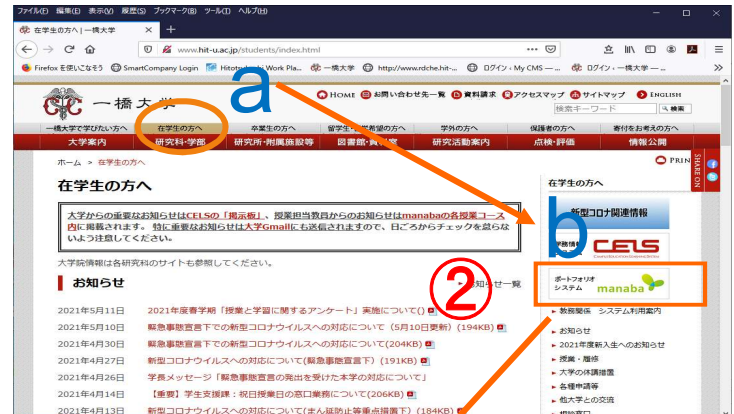 ファイル(F) 編集(E) 表示(V) 履歴(S) ブックマーク(B) ツール(T) ヘルプ(H)
在学生の方へ | 一橋大学
www.hit-u.ac.jp/students/index.html
Firefox を使いこなそう SmartCompany Login Work Pla... 一橋大学 http://www.rdche.hit-... ログイン - My CMS — ... ログイン - 一橋大学 — ...
a
一橋大学
HOME お問い合わせ先一覧 資料請求 アクセスマップ サイトマップ ENGLISH
検索キーワード 検索
一橋大学で学びたい方へ 在学生の方へ 卒業生の方へ 学外の方へ 保護者の方へ 寄付をお考えの方へ
大学案内 研究科・学部 研究所・附属施設等 研究活動案内 点検・評価 情報公開
ホーム > 在学生の方へ
PRIN
SHARE ON
在学生の方へ
在学生の方へ
大学からの重要なお知らせはCELSの「掲示板」、授業担当教員からのお知らせはmanabaの各授業コース
内に掲載されます。 特に重要なお知らせは大学Gmailにも送信されますので、日ごろからチェックを怠らな
いよう注意してください。
新型コロナ関連情報
b
CELS
大学院情報は各研究科のサイトも参照してください。
お知らせ
②
お知らせ一覧
ポートフォリオ
システム manaba
2021年5月11日 2021年度春学期「授業と学習に関するアンケート」実施について()
2021年5月10日 緊急事態宣言下での新型コロナウイルスへの対応について（5月10日更新）(194KB)
2021年4月30日 緊急事態宣言下での新型コロナウイルスへの対応について(204KB)
2021年4月27日 新型コロナウイルスへの対応について(緊急事態宣言下）(191KB)
2021年4月26日 学長メッセージ「緊急事態宣言の発出を受けた本学の対応について」
2021年4月14日 【重要】学生支援課：祝日授業日の窓口業務について(206KB)
2021年4月13日 新型コロナウイルスへの対応について(まん延防止等重点措置下）(184KB)
教務関係 システム利用案内
お知らせ
2021年度新入生へのお知らせ
授業・履修
大学の休講措置
各種申請等
他大学との交流
相談窓口